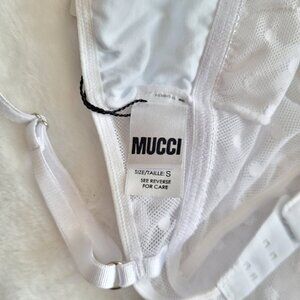 MUCCI
SIZE/TAILLE: S
SEE REVERSE
FOR CARE